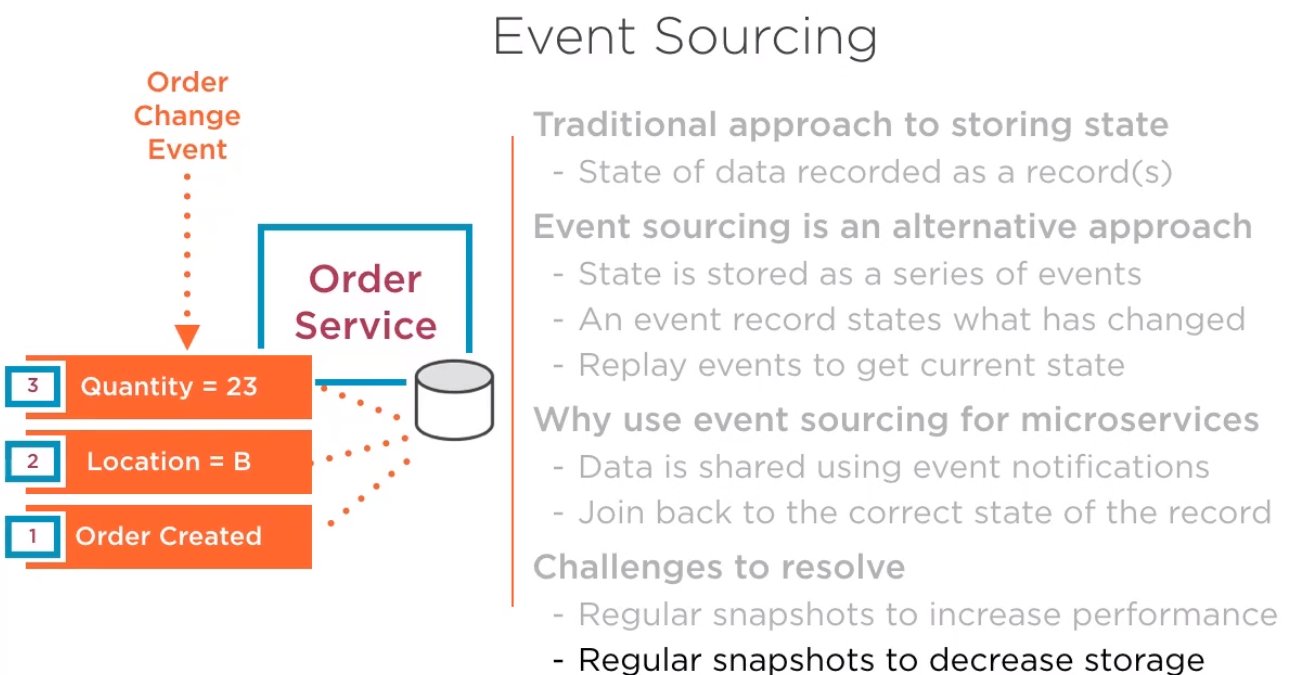 Event Sourcing
Order
Change
Event
Order
Service
3
Quantity = 23
2
Location = B
1
Order Created
Traditional approach to storing state
- State of data recorded as a record(s)
Event sourcing is an alternative approach
- State is stored as a series of events
- An event record states what has changed
- Replay events to get current state
Why use event sourcing for microservices
- Data is shared using event notifications
- Join back to the correct state of the record
Challenges to resolve
- Regular snapshots to increase performance
- Regular snapshots to decrease storage